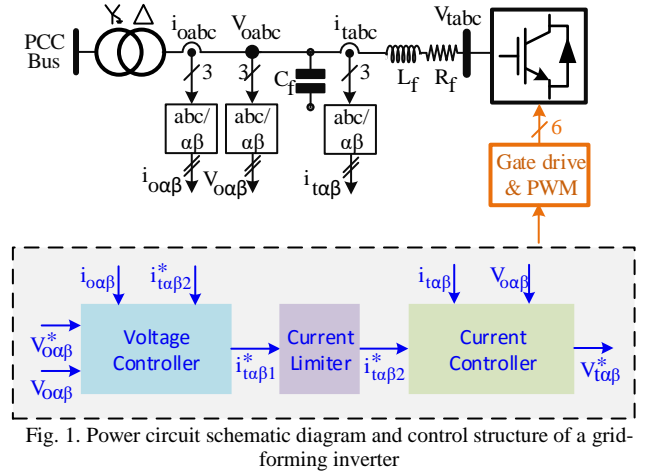 PCC
Bus
Y Δ
i_oabc
V_oabc
i_tabc
V_tabc
3
3
3
C_f
L_f
R_f
abc/
αβ
abc/
αβ
abc/
αβ
6
i_oαβ
V_oαβ
i_tαβ
Gate drive
& PWM
i_oαβ
i*_tαβ2
i_tαβ
V_oαβ
V*_oαβ
V_oαβ
Voltage
Controller
i*_tαβ1
Current
Limiter
i*_tαβ2
Current
Controller
V*_tαβ
Fig. 1. Power circuit schematic diagram and control structure of a grid-
forming inverter